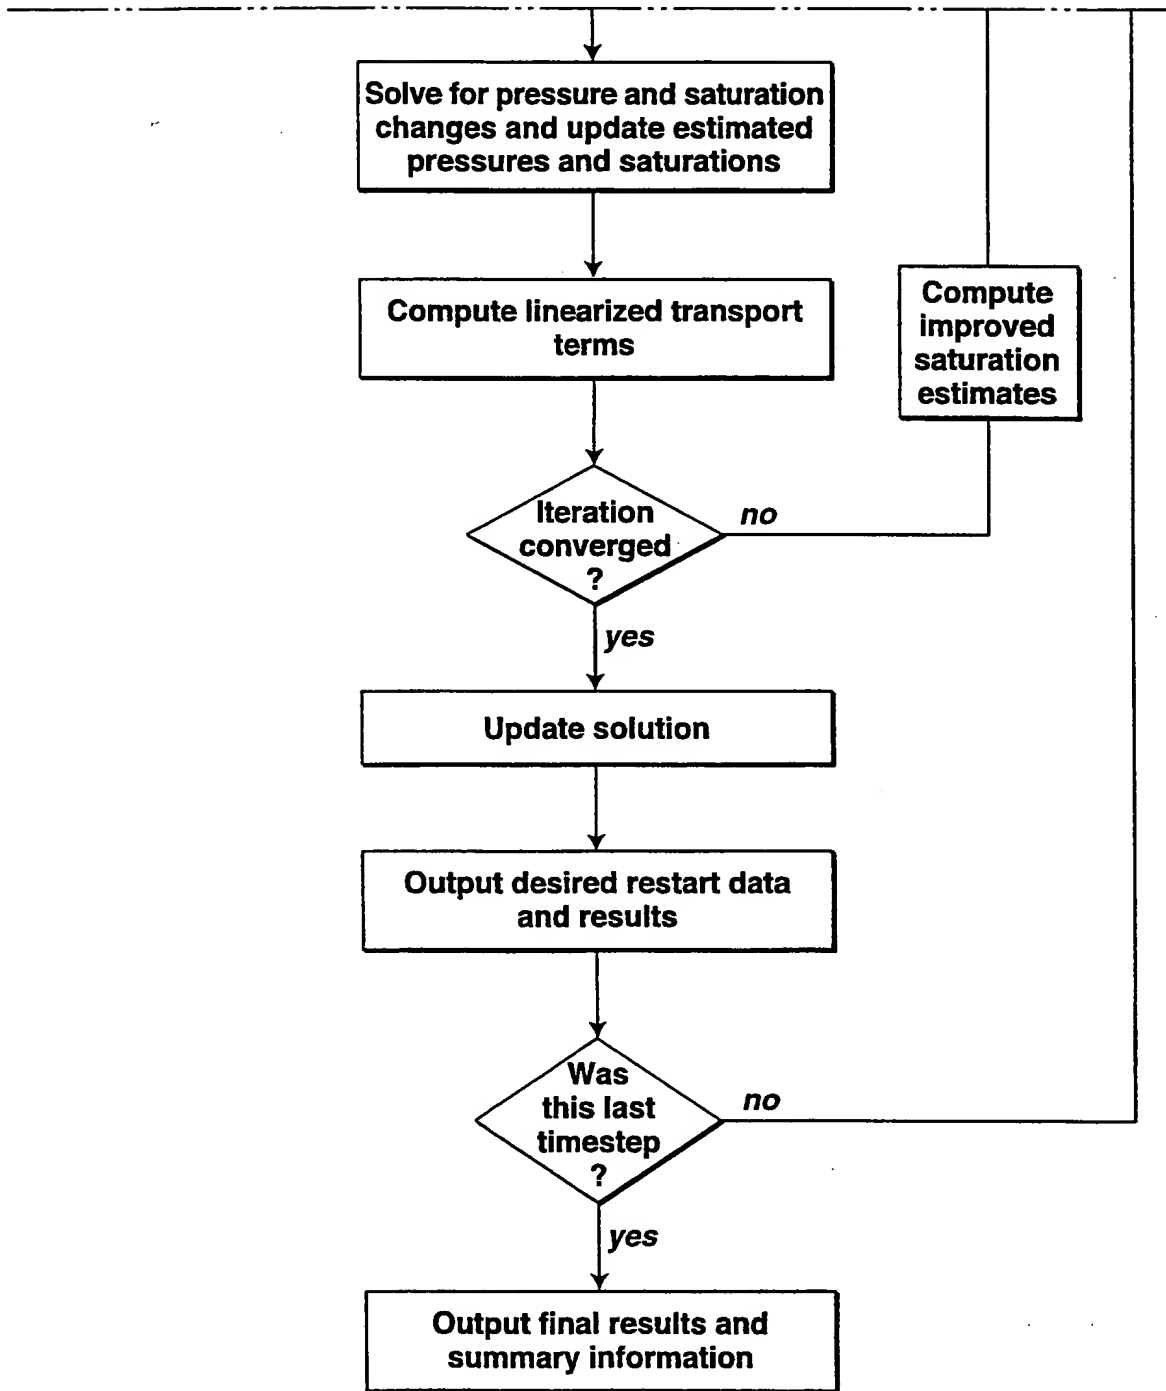 Solve for pressure and saturation
changes and update estimated
pressures and saturations
Compute linearized transport
terms
Compute
improved
saturation
estimates
Iteration
converged
?
no
yes
Update solution
Output desired restart data
and results
Was
this last
timestep
?
no
yes
Output final results and
summary information